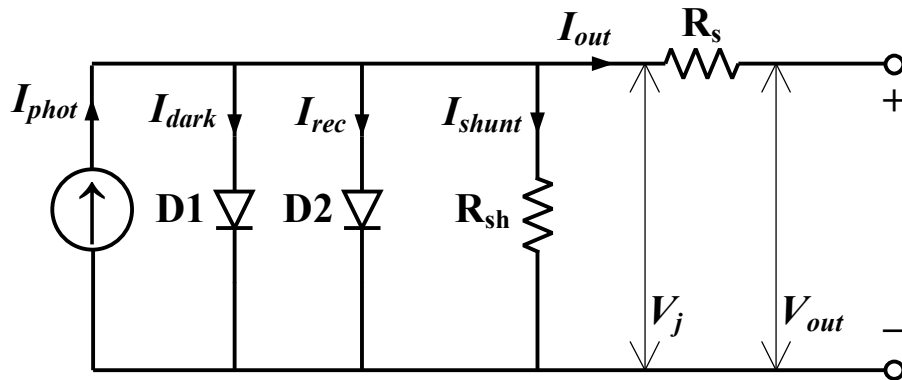 I_out
R_s
I_phot
I_dark
I_rec
I_shunt
+
D1
D2
R_sh
V_j
V_out
−